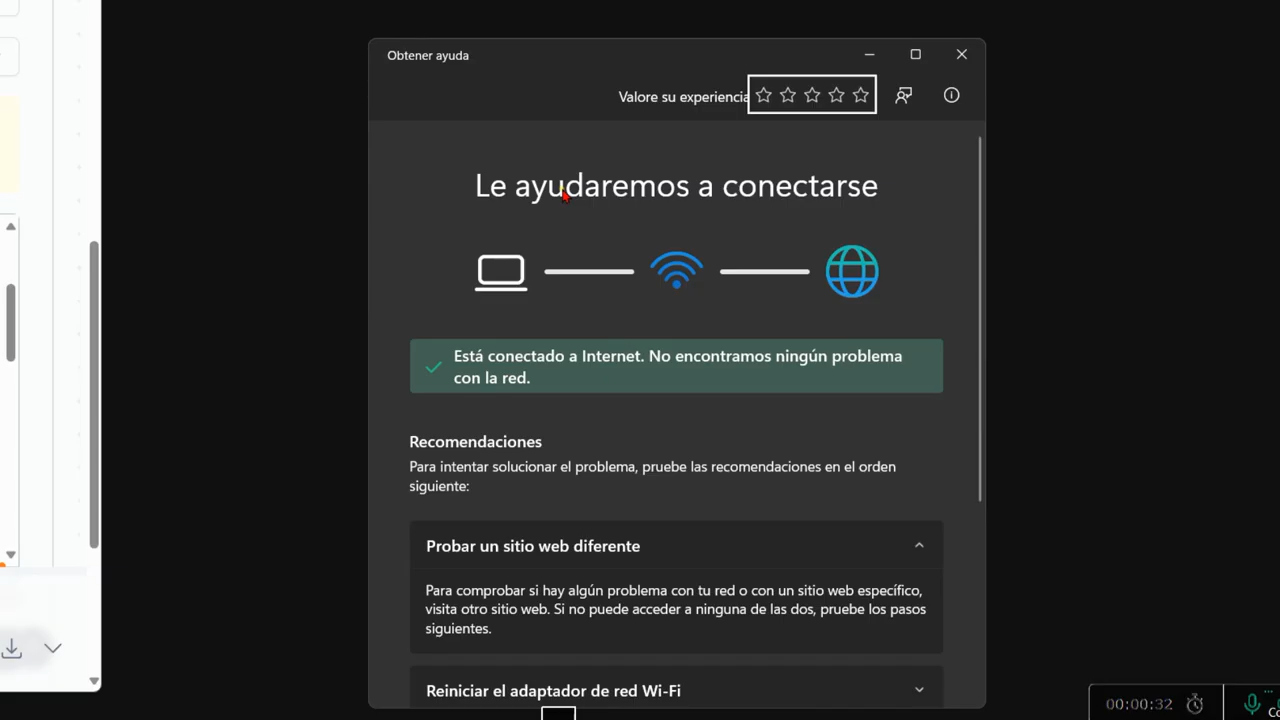 Obtener ayuda
Valore su experiencia
Le ayudaremos a conectarse
Está conectado a Internet. No encontramos ningún problema
con la red.
Recomendaciones
Para intentar solucionar el problema, pruebe las recomendaciones en el orden
siguiente:
Probar un sitio web diferente
Para comprobar si hay algún problema con tu red o con un sitio web específico,
visita otro sitio web. Si no puede acceder a ninguna de las dos, pruebe los pasos
siguientes.
Reiniciar el adaptador de red Wi-Fi
00:00:32